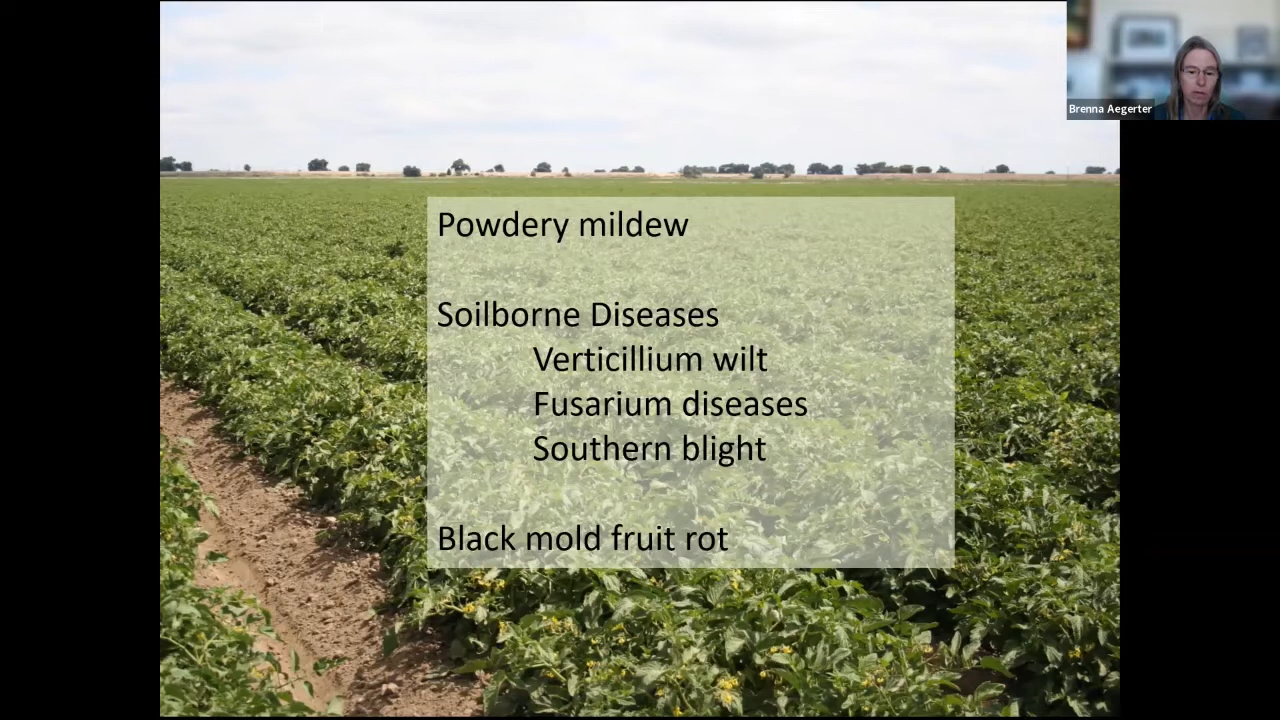 Brenna Aegerter
Powdery mildew
Soilborne Diseases
Verticillium wilt
Fusarium diseases
Southern blight
Black mold fruit rot